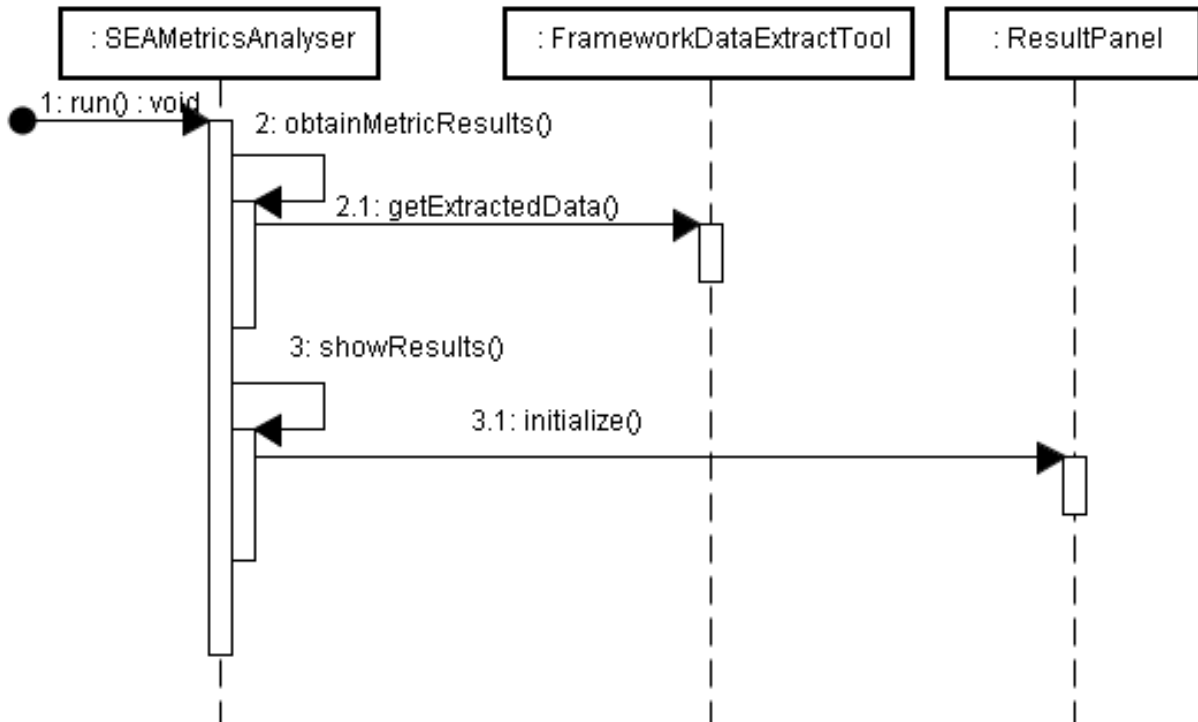 : SEAMetricsAnalyser
: FrameworkDataExtractTool
: ResultPanel
1: run() : void
2: obtainMetricResults()
2.1: getExtractedData()
3: showResults()
3.1: initialize()